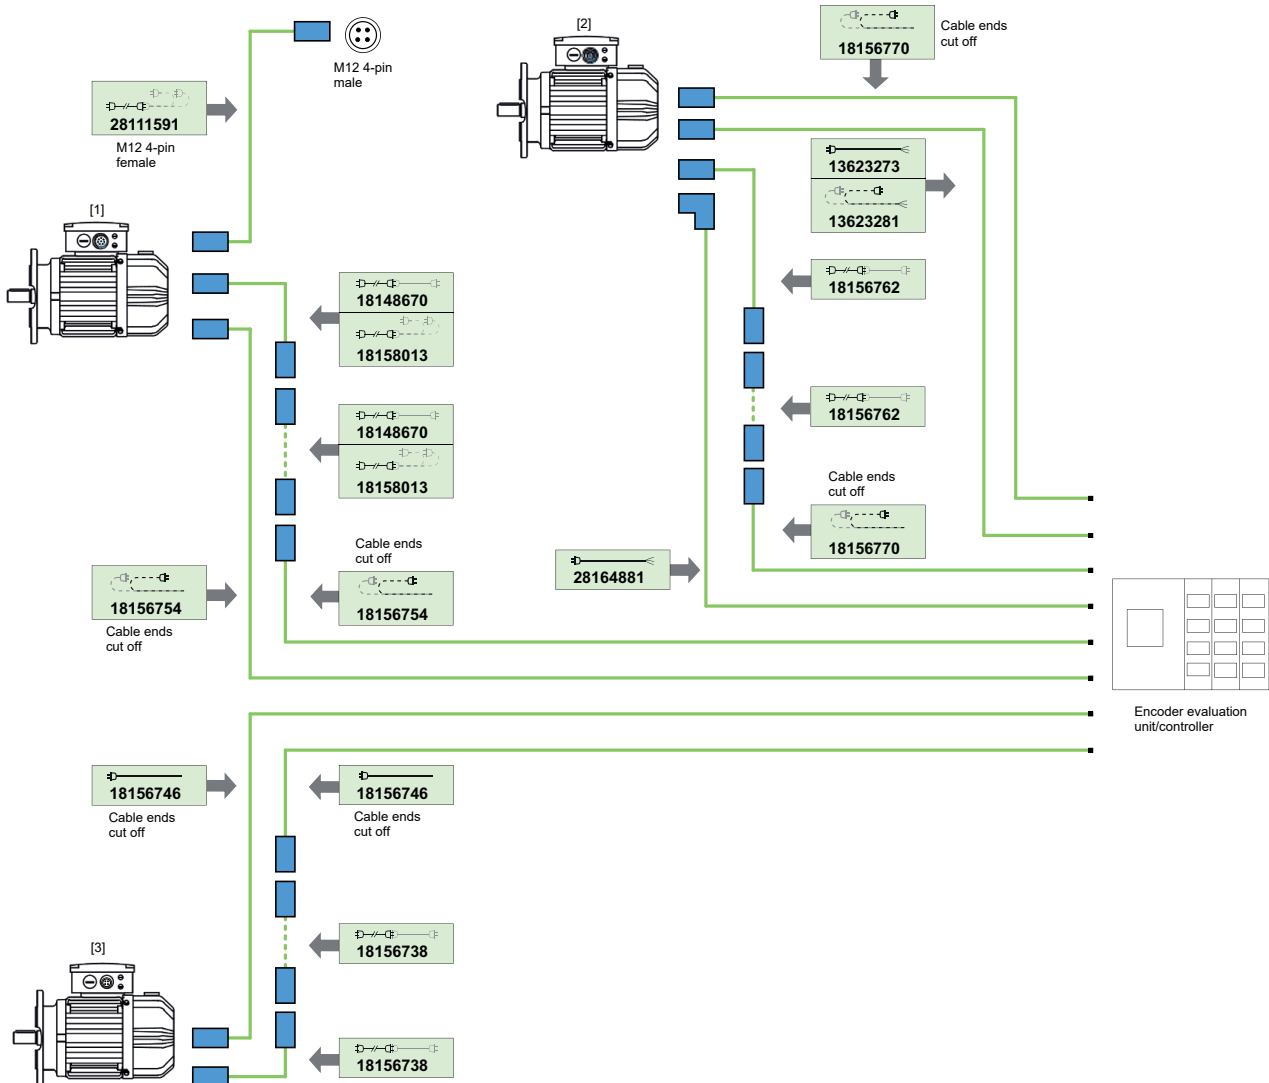 [2]
18156770
Cable ends
cut off
M12 4-pin
male
28111591
M12 4-pin
female
13623273
13623281
[1]
18156762
18148670
18158013
18156762
18148670
18158013
Cable ends
cut off
18156770
Cable ends
cut off
28164881
18156754
Cable ends
cut off
18156754
Encoder evaluation
unit/controller
18156746
Cable ends
cut off
18156746
Cable ends
cut off
18156738
[3]
18156738